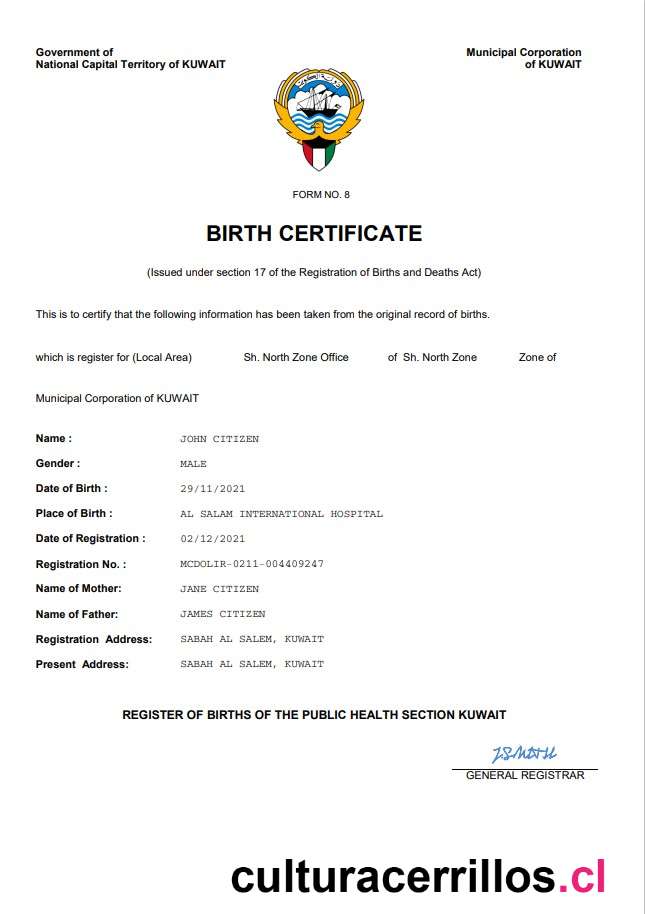 Government of
National Capital Territory of KUWAIT
Municipal Corporation
of KUWAIT
FORM NO. 8
BIRTH CERTIFICATE
(Issued under section 17 of the Registration of Births and Deaths Act)
This is to certify that the following information has been taken from the original record of births.
which is register for (Local Area) Sh. North Zone Office of Sh. North Zone Zone of
Municipal Corporation of KUWAIT
Name : JOHN CITIZEN
Gender : MALE
Date of Birth : 29/11/2021
Place of Birth : AL SALAM INTERNATIONAL HOSPITAL
Date of Registration : 02/12/2021
Registration No. : MCDOLIR-0211-004409247
Name of Mother: JANE CITIZEN
Name of Father: JAMES CITIZEN
Registration Address: SABAH AL SALEM, KUWAIT
Present Address: SABAH AL SALEM, KUWAIT
REGISTER OF BIRTHS OF THE PUBLIC HEALTH SECTION KUWAIT
GENERAL REGISTRAR
culturacerrillos.cl